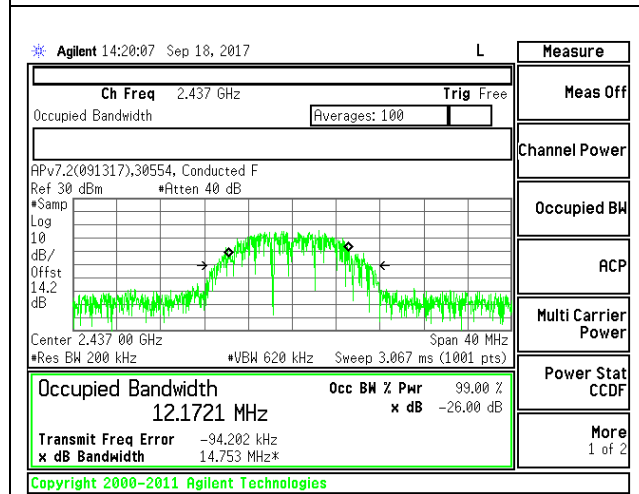 Agilent 14:20:07 Sep 18, 2017 L
Measure
Ch Freq 2.437 GHz Trig Free
Meas Off
Occupied Bandwidth Averages: 100
Channel Power
APv7.2(091317),30554, Conducted F
Ref 30 dBm #Atten 40 dB
#Samp
Log
10
dB/
Offst
14.2
dB
Occupied BW
ACP
Multi Carrier
Power
Center 2.437 00 GHz Span 40 MHz
#Res BW 200 kHz #VBW 620 kHz Sweep 3.067 ms (1001 pts)
Power Stat
CCDF
Occupied Bandwidth Occ BW % Pwr 99.00 %
12.1721 MHz x dB -26.00 dB
Transmit Freq Error -94.202 kHz
x dB Bandwidth 14.753 MHz*
More
1 of 2
Copyright 2000-2011 Agilent Technologies